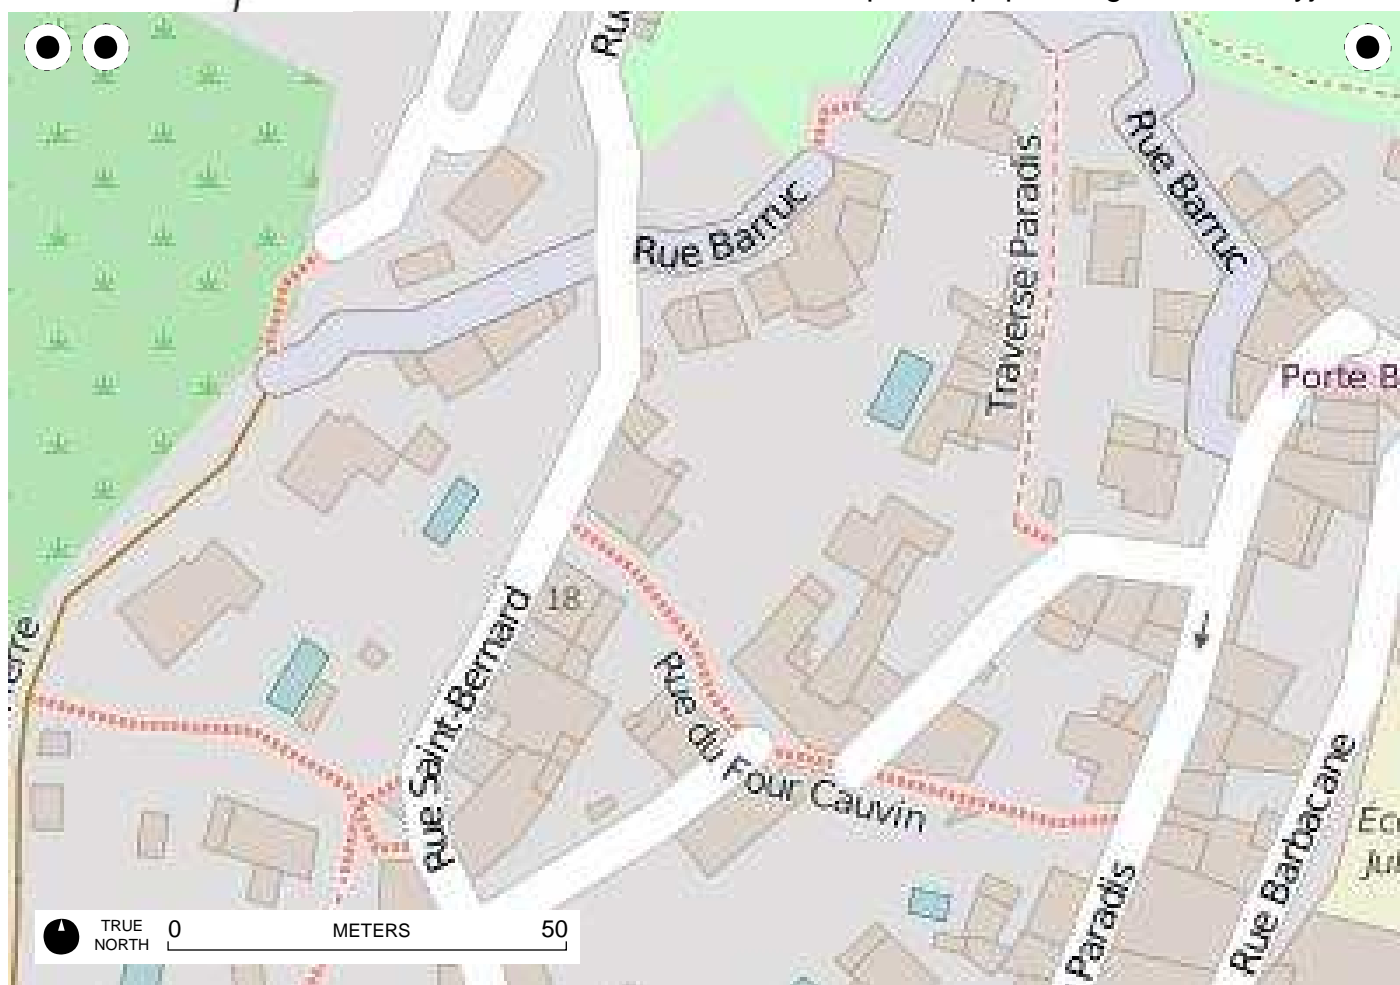 Rue
Rue Barruc
Rue Barruc
Traverse Paradis
Porte B
18
Rue Saint-Bernard
Rue du Four Cauvin
Rue Barbacane
Paradis
TRUE NORTH
0 METERS 50